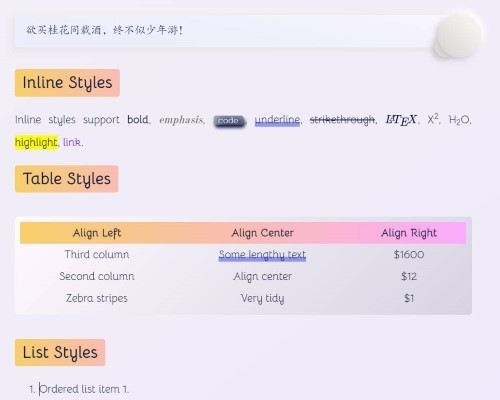 欲买桂花同载酒，终不似少年游！
Inline Styles
Inline styles support bold, emphasis, code, underline, strikethrough, LATEX, X², H₂O,
highlight, link.
Table Styles
Align Left Align Center Align Right
Third column Some lengthy text $1600
Second column Align center $12
Zebra stripes Very tidy $1
List Styles
1. Ordered list item 1.